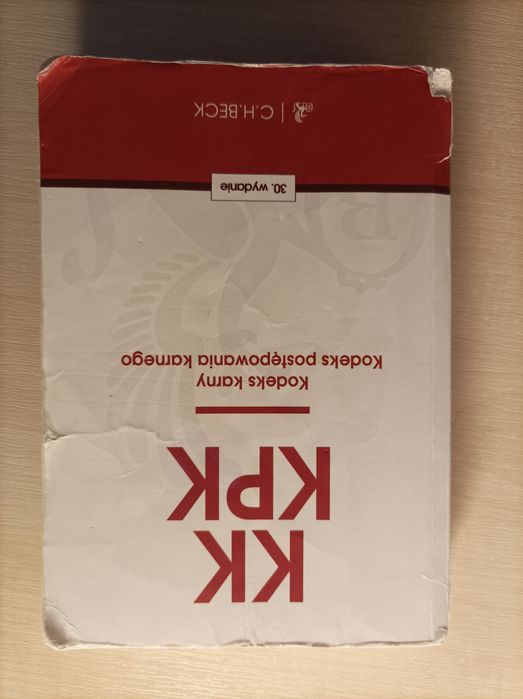 KK
KPK
Kodeks karny
Kodeks postępowania karnego
30. wydanie
C.H.BECK